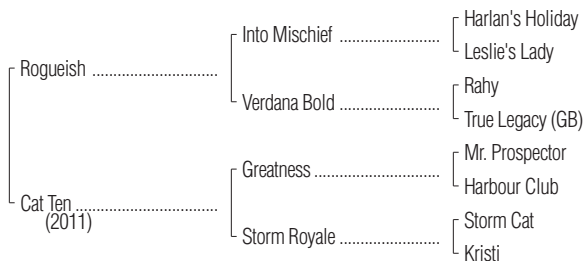 Harlan's Holiday
Into Mischief ....................
Leslie's Lady
Rogueish .........................
Rahy
Verdana Bold ....................
True Legacy (GB)
Mr. Prospector
Greatness ........................
Harbour Club
Cat Ten ............................
(2011)
Storm Cat
Storm Royale ...................
Kristi